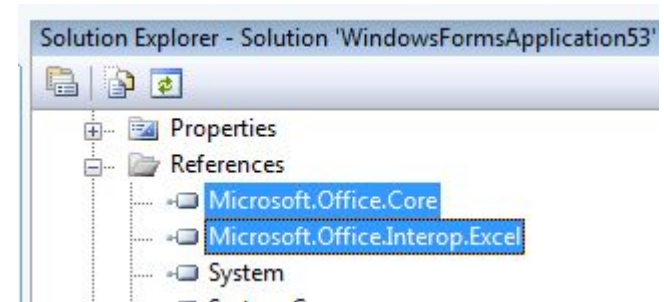 Solution Explorer - Solution 'WindowsFormsApplication53'
Properties
References
Microsoft.Office.Core
Microsoft.Office.Interop.Excel
System